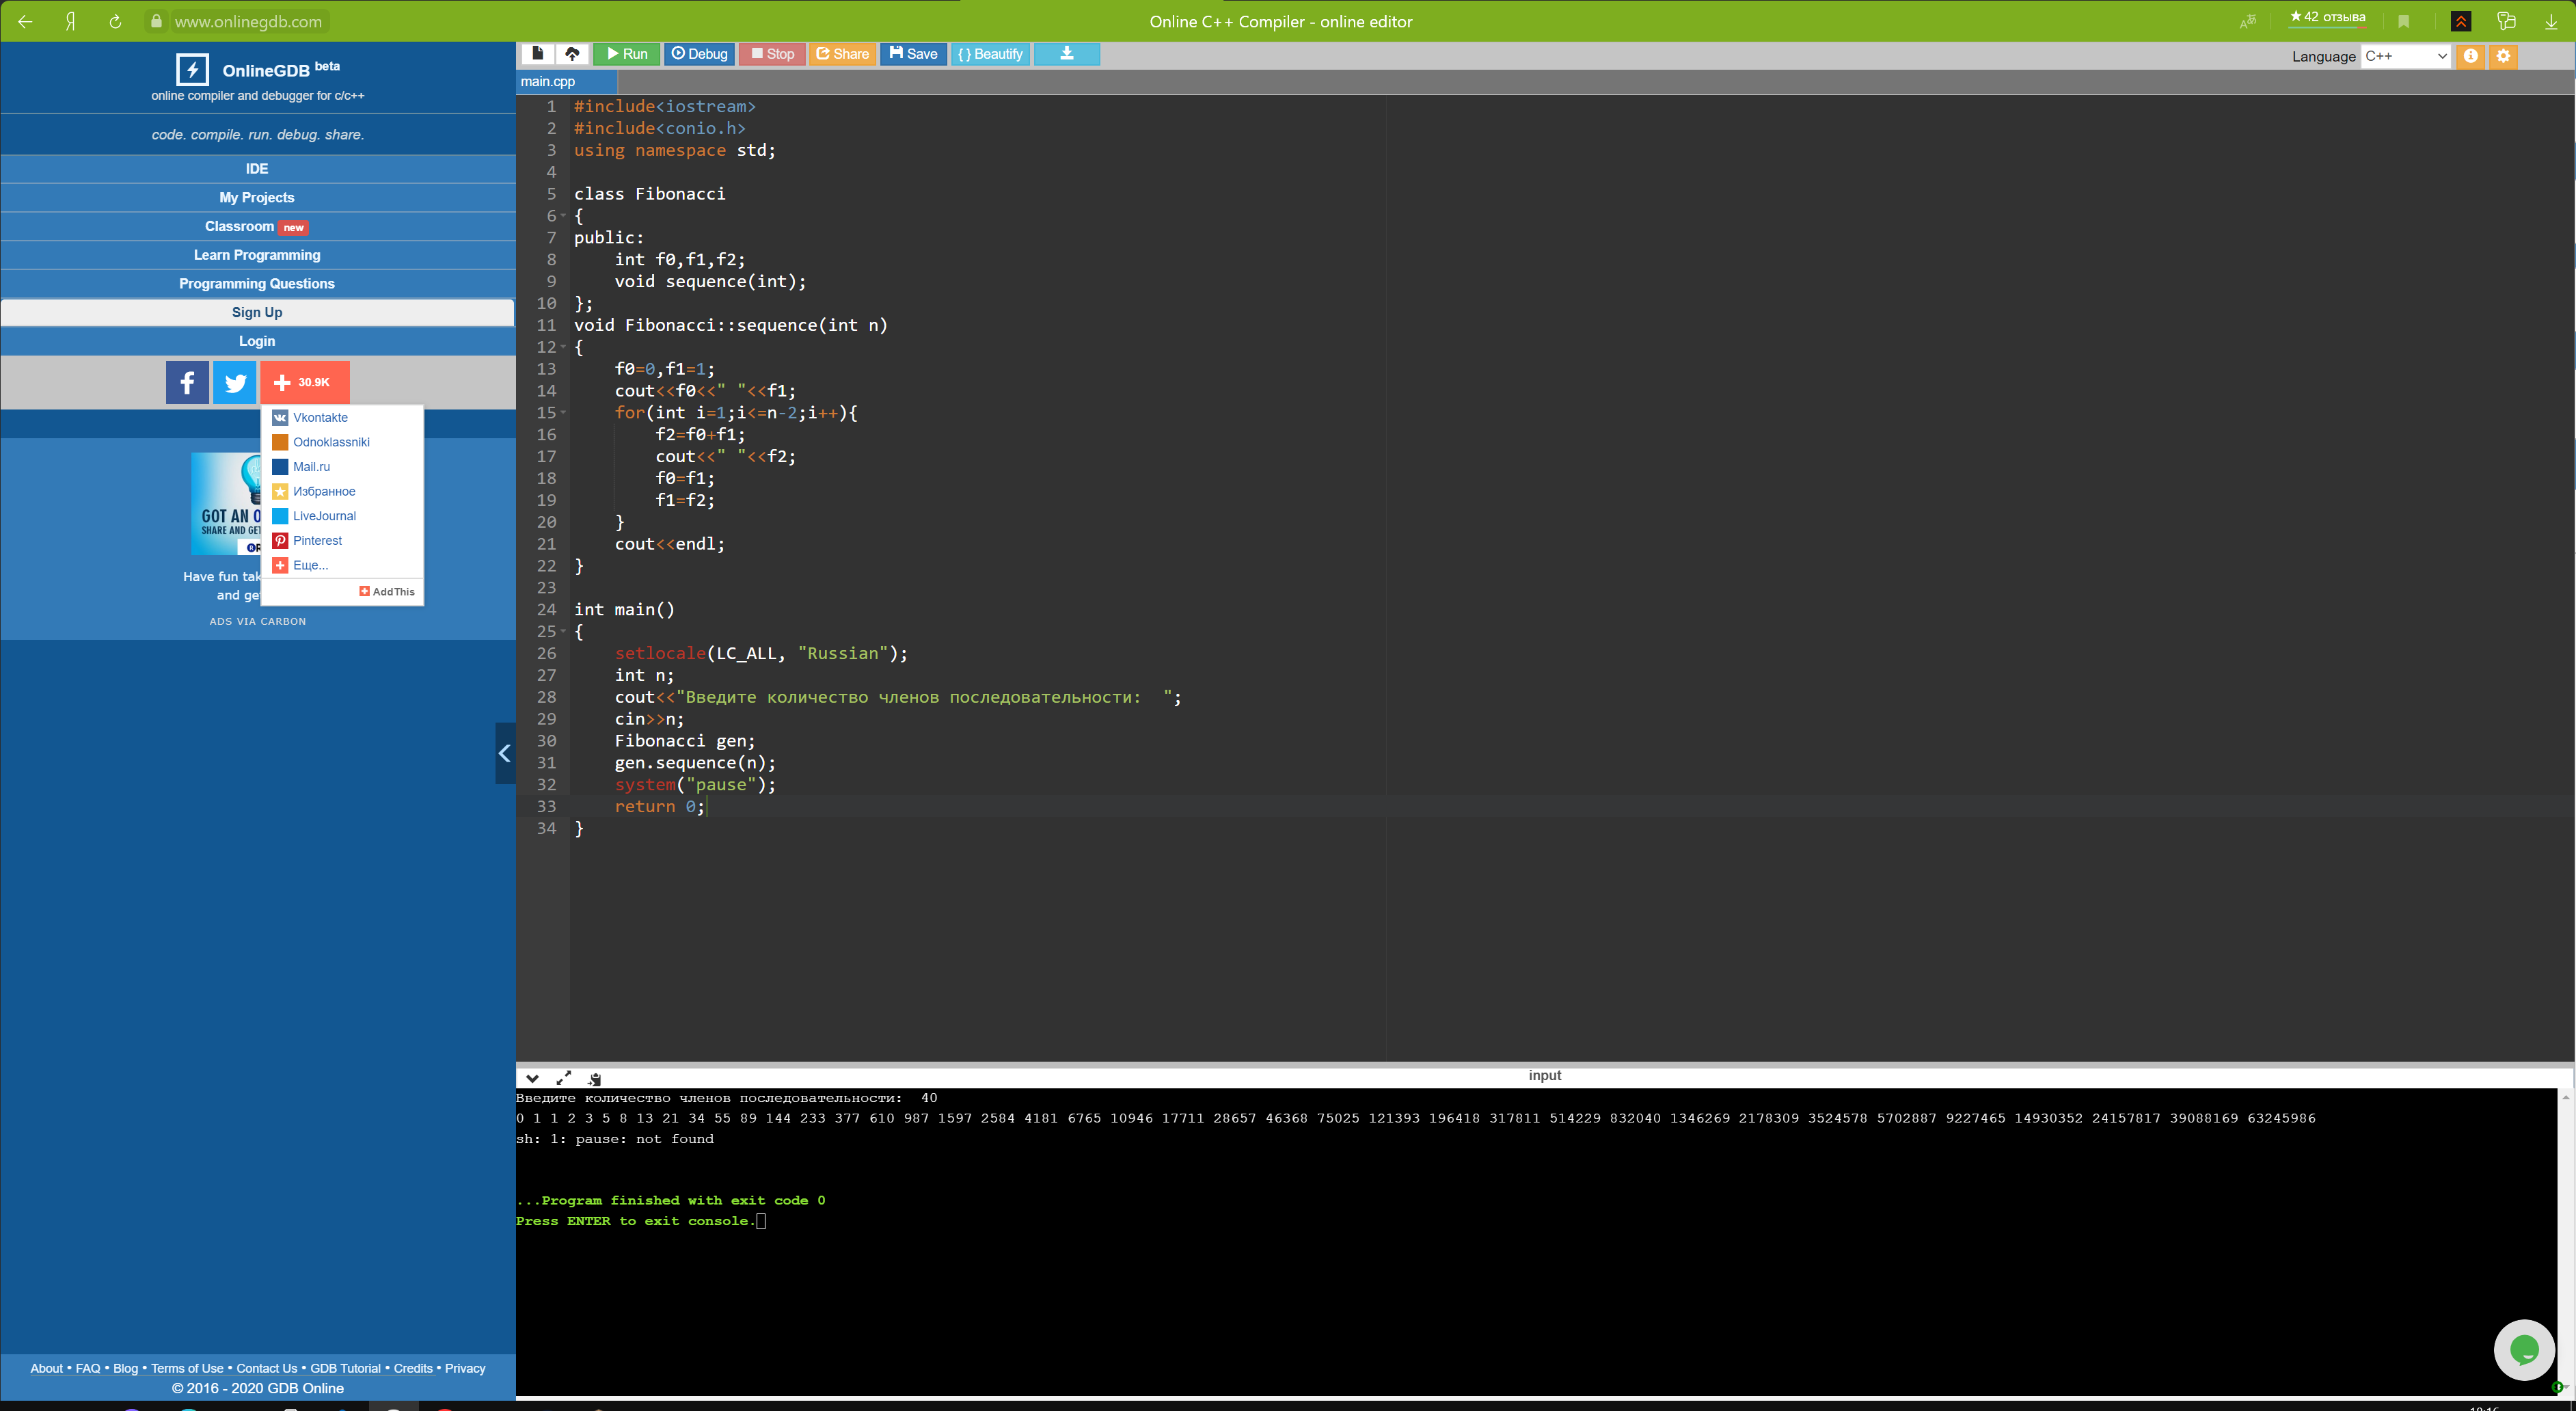 www.onlinegdb.com
Online C++ Compiler - online editor
★42 отзыва
OnlineGDB beta
online compiler and debugger for c/c++
code. compile. run. debug. share.
IDE
My Projects
Classroom new
Learn Programming
Programming Questions
Sign Up
Login
30.9K
Vkontakte
Odnoklassniki
Mail.ru
Избранное
LiveJournal
Pinterest
Еще...
AddThis
GOT AN O
SHARE AND GET
Have fun tak
and ge
ADS VIA CARBON
About • FAQ • Blog • Terms of Use • Contact Us • GDB Tutorial • Credits • Privacy
© 2016 - 2020 GDB Online
Run Debug Stop Share Save { } Beautify
Language C++
main.cpp
1 #include<iostream>
2 #include<conio.h>
3 using namespace std;
4
5 class Fibonacci
6 {
7 public:
8 int f0,f1,f2;
9 void sequence(int);
10 };
11 void Fibonacci::sequence(int n)
12 {
13 f0=0,f1=1;
14 cout<<f0<<" "<<f1;
15 for(int i=1;i<=n-2;i++){
16 f2=f0+f1;
17 cout<<" "<<f2;
18 f0=f1;
19 f1=f2;
20 }
21 cout<<endl;
22 }
23
24 int main()
25 {
26 setlocale(LC_ALL, "Russian");
27 int n;
28 cout<<"Введите количество членов последовательности:  ";
29 cin>>n;
30 Fibonacci gen;
31 gen.sequence(n);
32 system("pause");
33 return 0;
34 }
input
Введите количество членов последовательности:  40
0 1 1 2 3 5 8 13 21 34 55 89 144 233 377 610 987 1597 2584 4181 6765 10946 17711 28657 46368 75025 121393 196418 317811 514229 832040 1346269 2178309 3524578 5702887 9227465 14930352 24157817 39088169 63245986
sh: 1: pause: not found
...Program finished with exit code 0
Press ENTER to exit console.